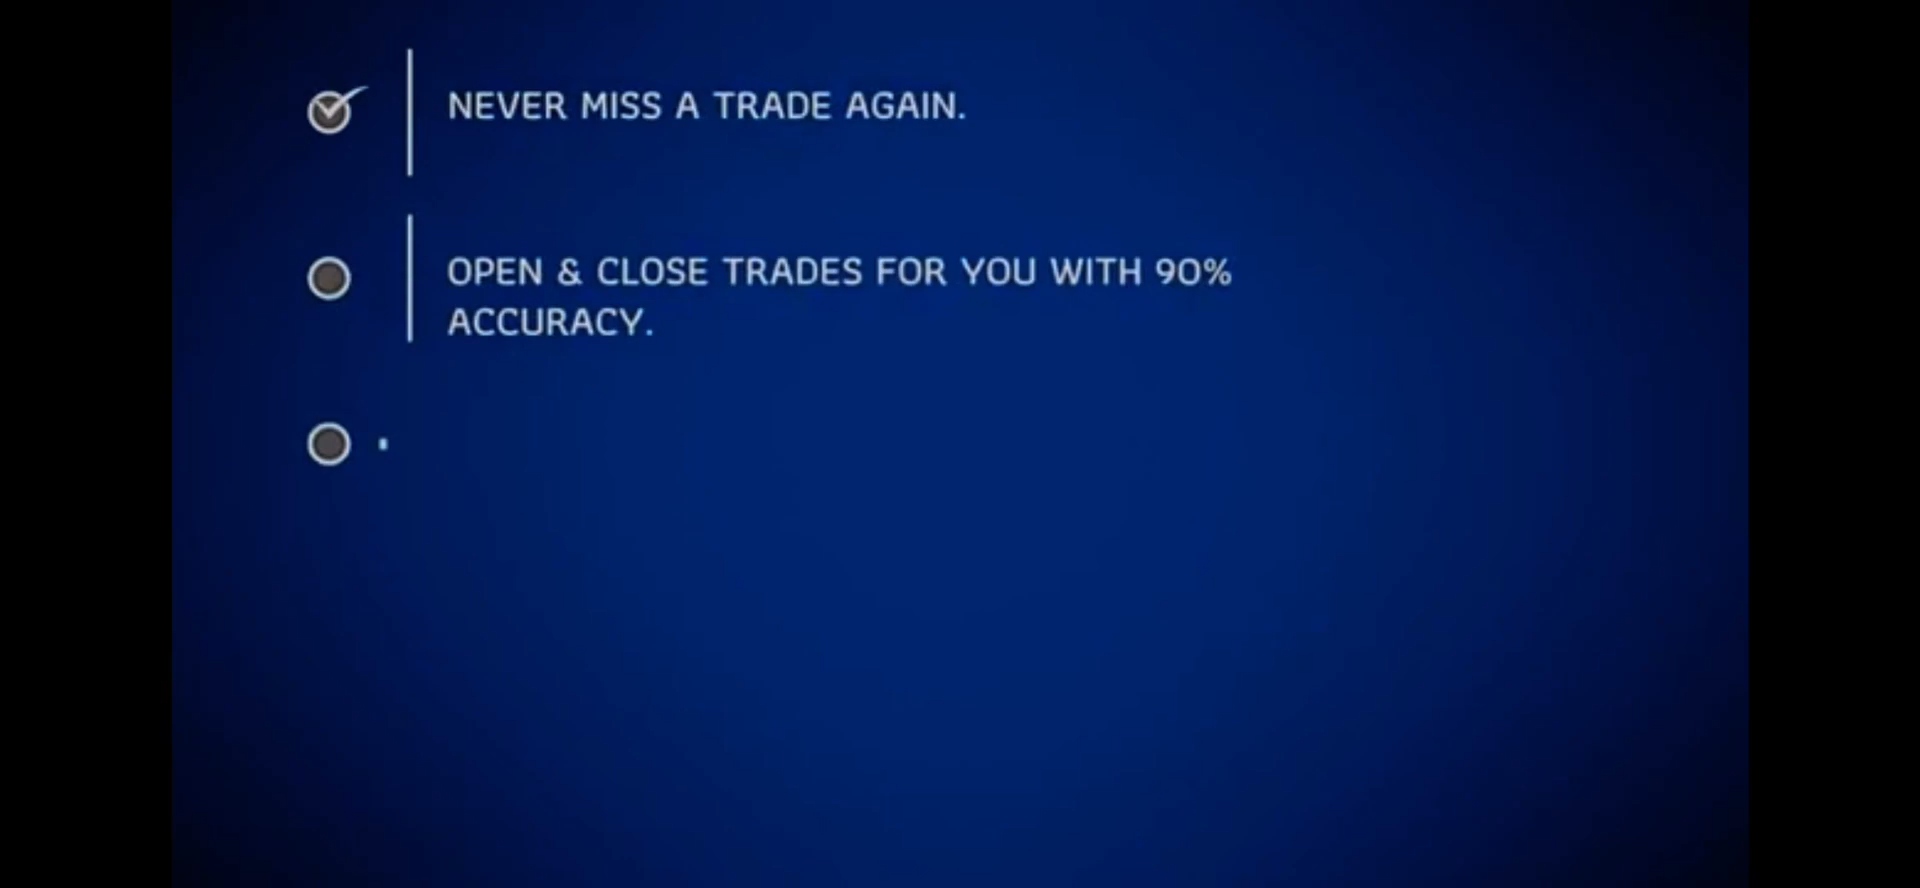 NEVER MISS A TRADE AGAIN.
OPEN & CLOSE TRADES FOR YOU WITH 90%
ACCURACY.